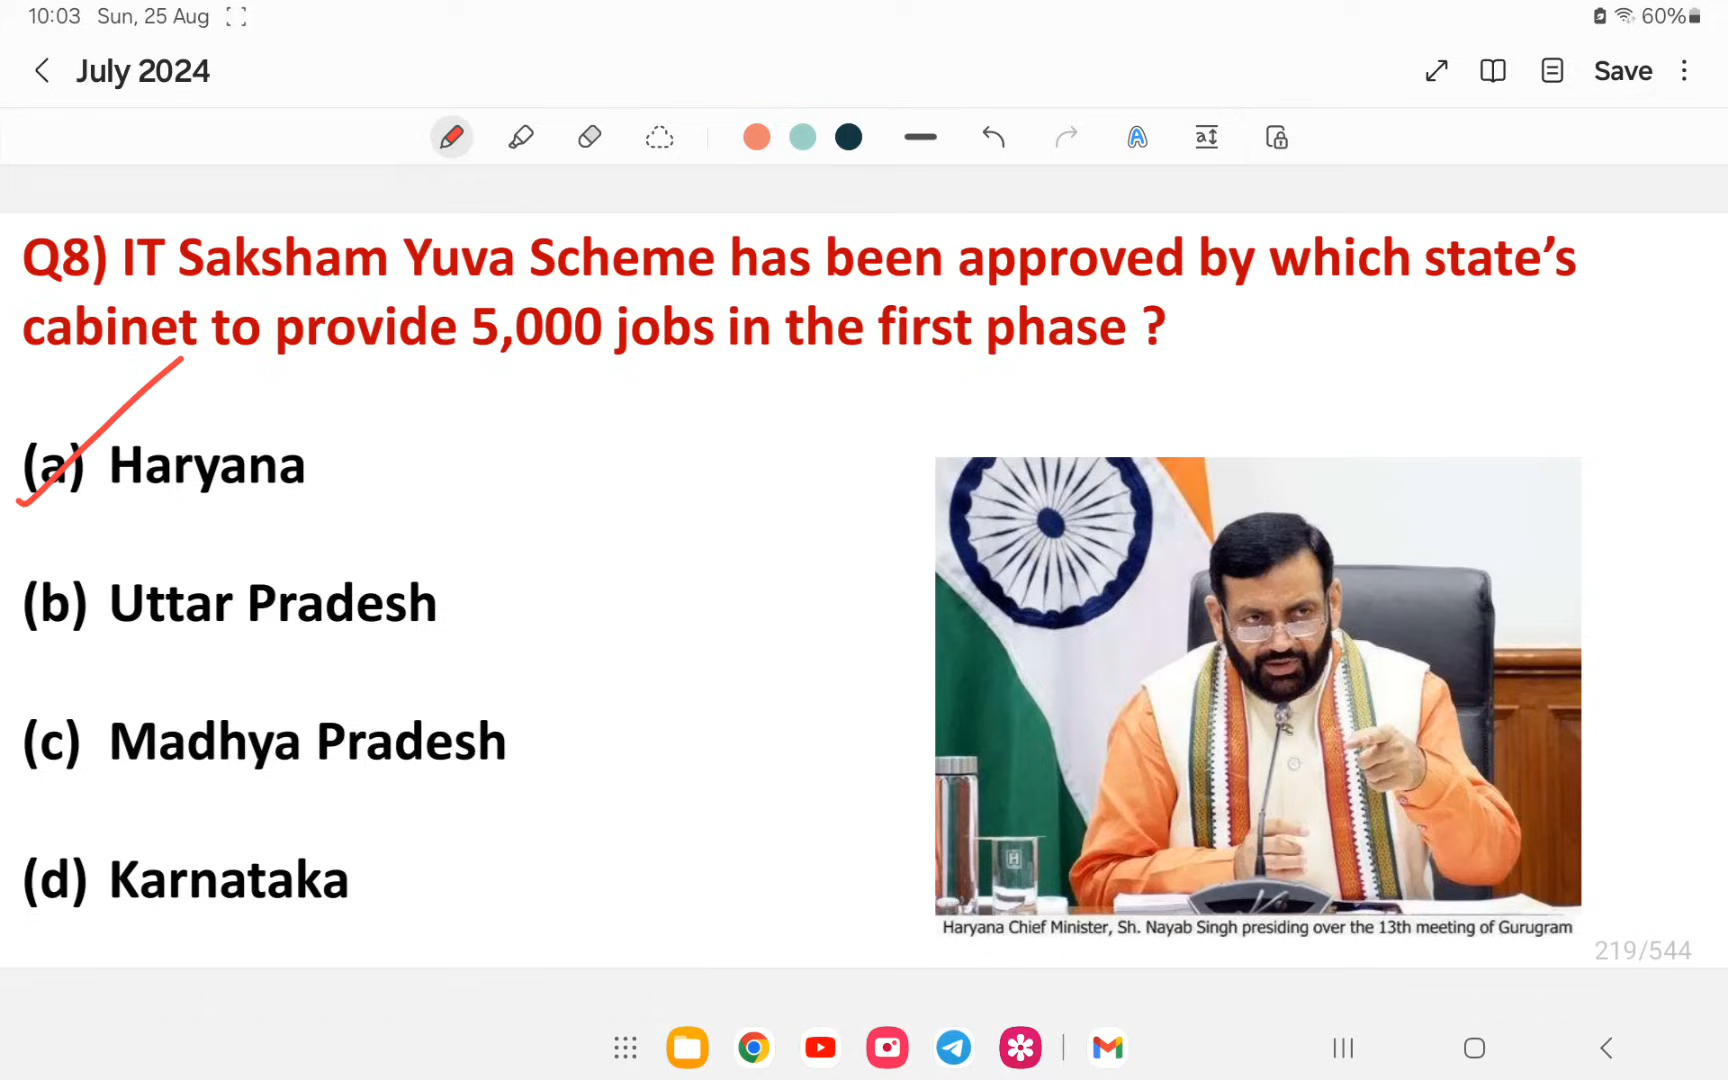 10:03 Sun, 25 Aug
60%
July 2024
Save
A
a
Q8) IT Saksham Yuva Scheme has been approved by which state’s
cabinet to provide 5,000 jobs in the first phase ?
(a) Haryana
(b) Uttar Pradesh
(c) Madhya Pradesh
(d) Karnataka
H
Haryana Chief Minister, Sh. Nayab Singh presiding over the 13th meeting of Gurugram
219/544